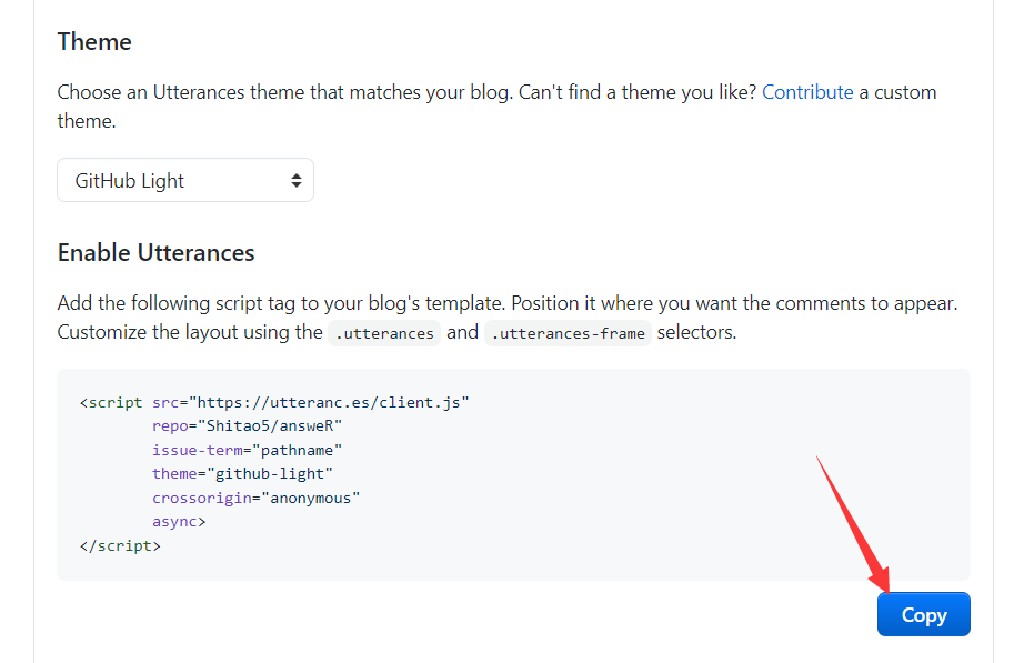 Theme
Choose an Utterances theme that matches your blog. Can't find a theme you like? Contribute a custom
theme.
GitHub Light
Enable Utterances
Add the following script tag to your blog's template. Position it where you want the comments to appear.
Customize the layout using the .utterances and .utterances-frame selectors.
<script src="https://utteranc.es/client.js"
repo="Shitao5/answeR"
issue-term="pathname"
theme="github-light"
crossorigin="anonymous"
async>
</script>
Copy